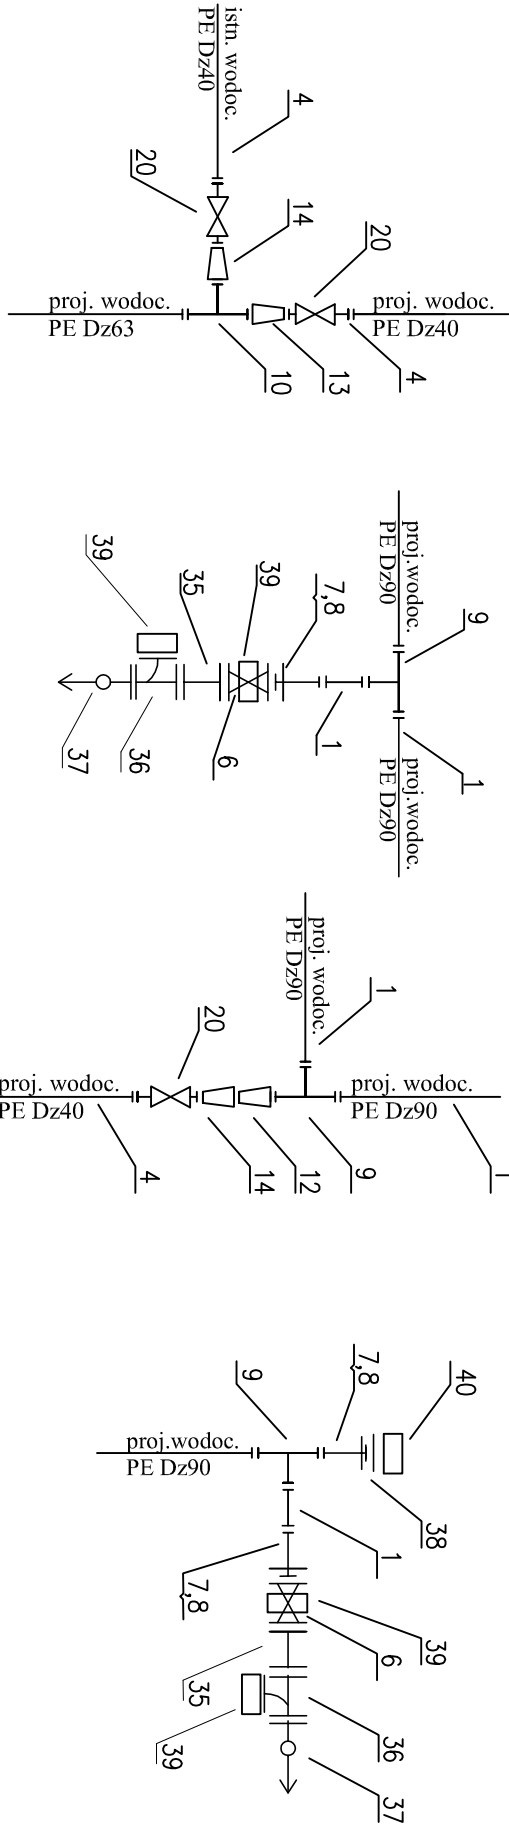 istn. wodoc.
PE Dz40
4
20
14
20
proj. wodoc.
PE Dz63
proj. wodoc.
PE Dz40
10
13
4
proj.wodoc.
PE Dz90
9
39
35
39
7,8
37
36
6
1
1
proj.wodoc.
PE Dz90
proj. wodoc.
PE Dz90
1
20
proj. wodoc.
PE Dz40
proj. wodoc.
PE Dz90
4
14
12
9
1
9
7,8
40
proj.wodoc.
PE Dz90
38
1
7,8
39
6
35
36
39
37